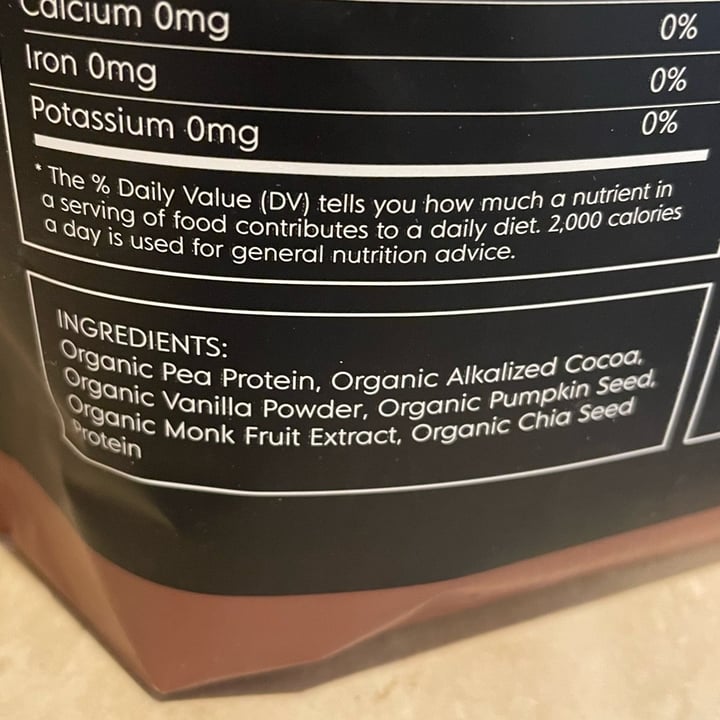 Calcium 0mg 0%
Iron 0mg 0%
Potassium 0mg 0%
* The % Daily Value (DV) tells you how much a nutrient in
a serving of food contributes to a daily diet. 2,000 calories
a day is used for general nutrition advice.
INGREDIENTS:
Organic Pea Protein, Organic Alkalized Cocoa,
Organic Vanilla Powder, Organic Pumpkin Seed,
Organic Monk Fruit Extract, Organic Chia Seed
Protein